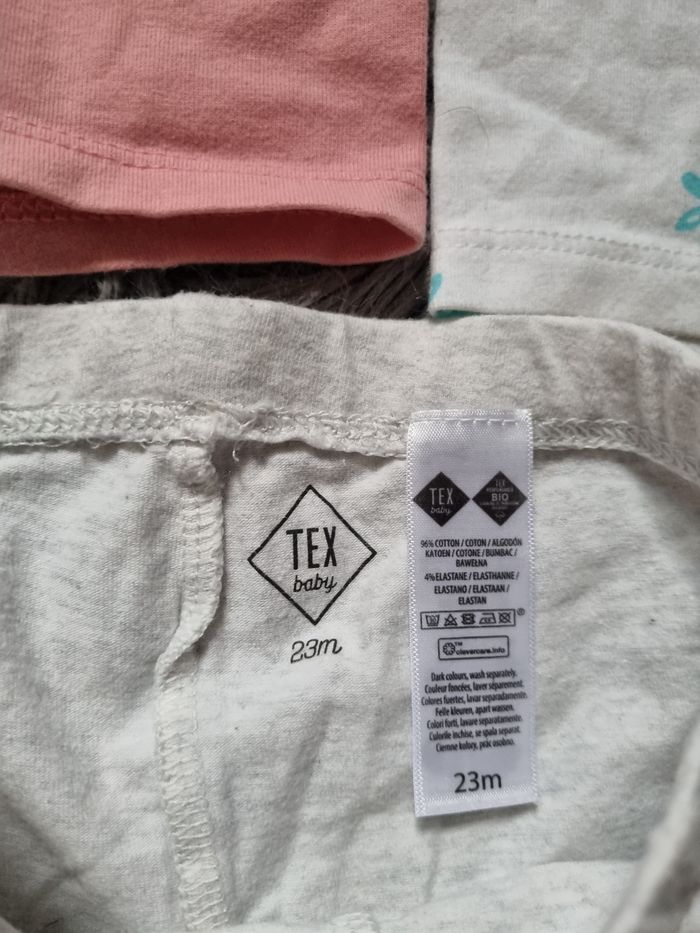 TEX
baby
23m
TEX
baby
TEX
BIO
96% COTTON / COTON / ALGODÓN
KATOEN / COTONE / BUMBAC /
BAWEŁNA
4% ELASTANE / ELASTHANNE /
ELASTANO / ELASTAAN /
ELASTAN
clevercare.info
Dark colours, wash separately.
Couleur foncées, laver séparement.
Colores fuertes, lavar separadamente.
Felle kleuren, apart wassen.
Colori forti, lavare separatamente.
Culorile inchise, se spala separat.
Ciemne kolory, prać osobno.
23m